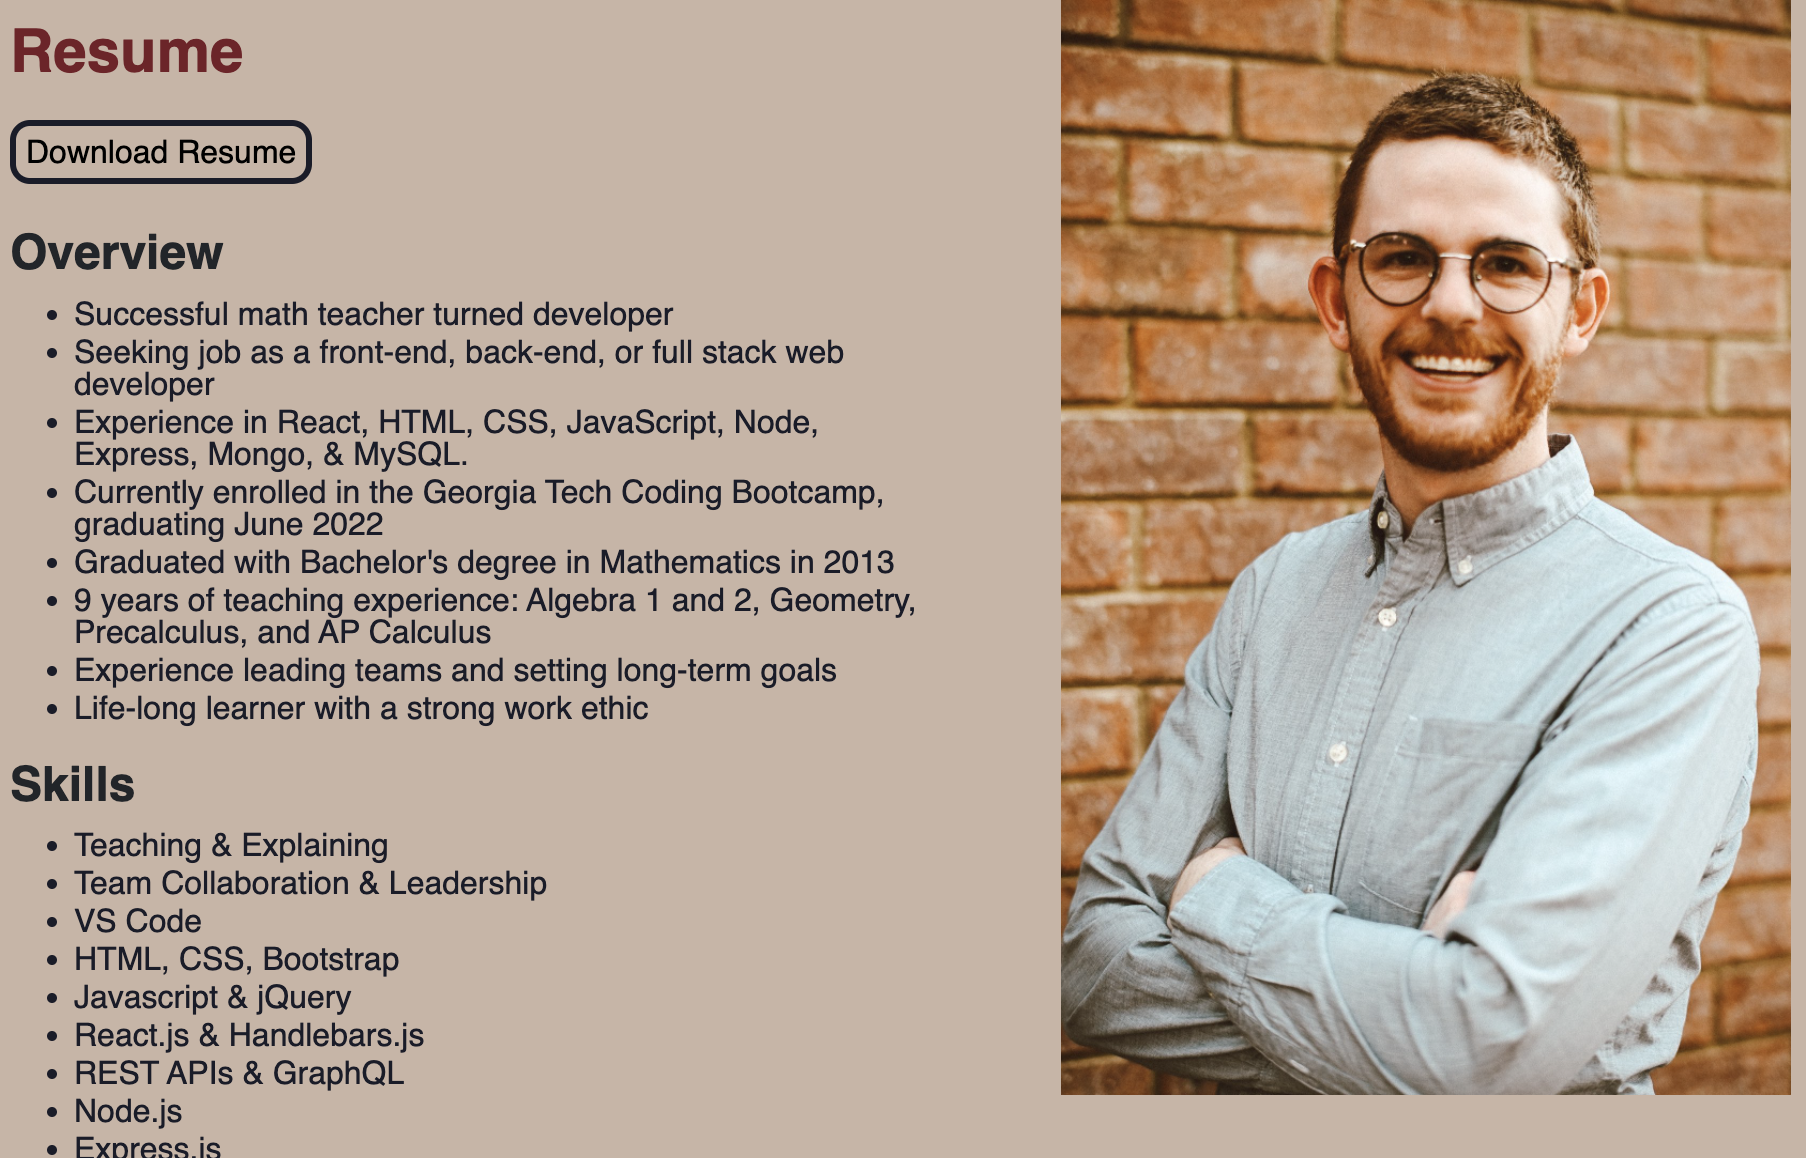 Resume
Download Resume
Overview
Successful math teacher turned developer
Seeking job as a front-end, back-end, or full stack web
developer
Experience in React, HTML, CSS, JavaScript, Node,
Express, Mongo, & MySQL.
Currently enrolled in the Georgia Tech Coding Bootcamp,
graduating June 2022
Graduated with Bachelor's degree in Mathematics in 2013
9 years of teaching experience: Algebra 1 and 2, Geometry,
Precalculus, and AP Calculus
Experience leading teams and setting long-term goals
Life-long learner with a strong work ethic
Skills
Teaching & Explaining
Team Collaboration & Leadership
VS Code
HTML, CSS, Bootstrap
Javascript & jQuery
React.js & Handlebars.js
REST APIs & GraphQL
Node.js
Express.js